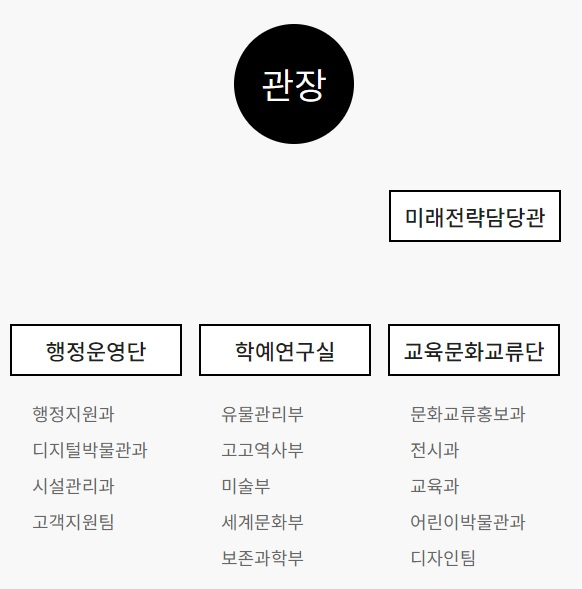 관장
미래전략담당관
행정운영단
학예연구실
교육문화교류단
행정지원과
디지털박물관과
시설관리과
고객지원팀
유물관리부
고고역사부
미술부
세계문화부
보존과학부
문화교류홍보과
전시과
교육과
어린이박물관과
디자인팀